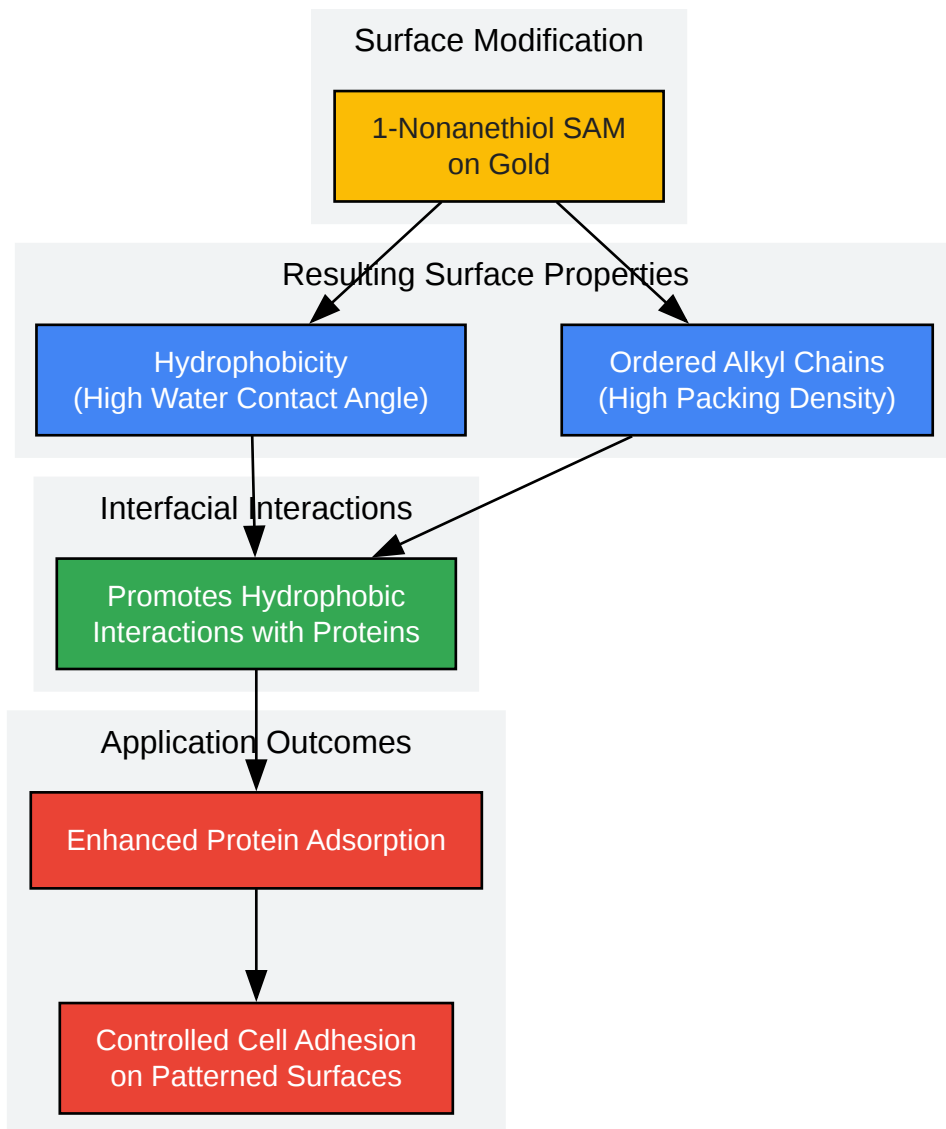 Surface Modification
1-Nonanethiol SAM
on Gold
Resulting Surface Properties
Hydrophobicity
(High Water Contact Angle)
Ordered Alkyl Chains
(High Packing Density)
Interfacial Interactions
Promotes Hydrophobic
Interactions with Proteins
Application Outcomes
Enhanced Protein Adsorption
Controlled Cell Adhesion
on Patterned Surfaces